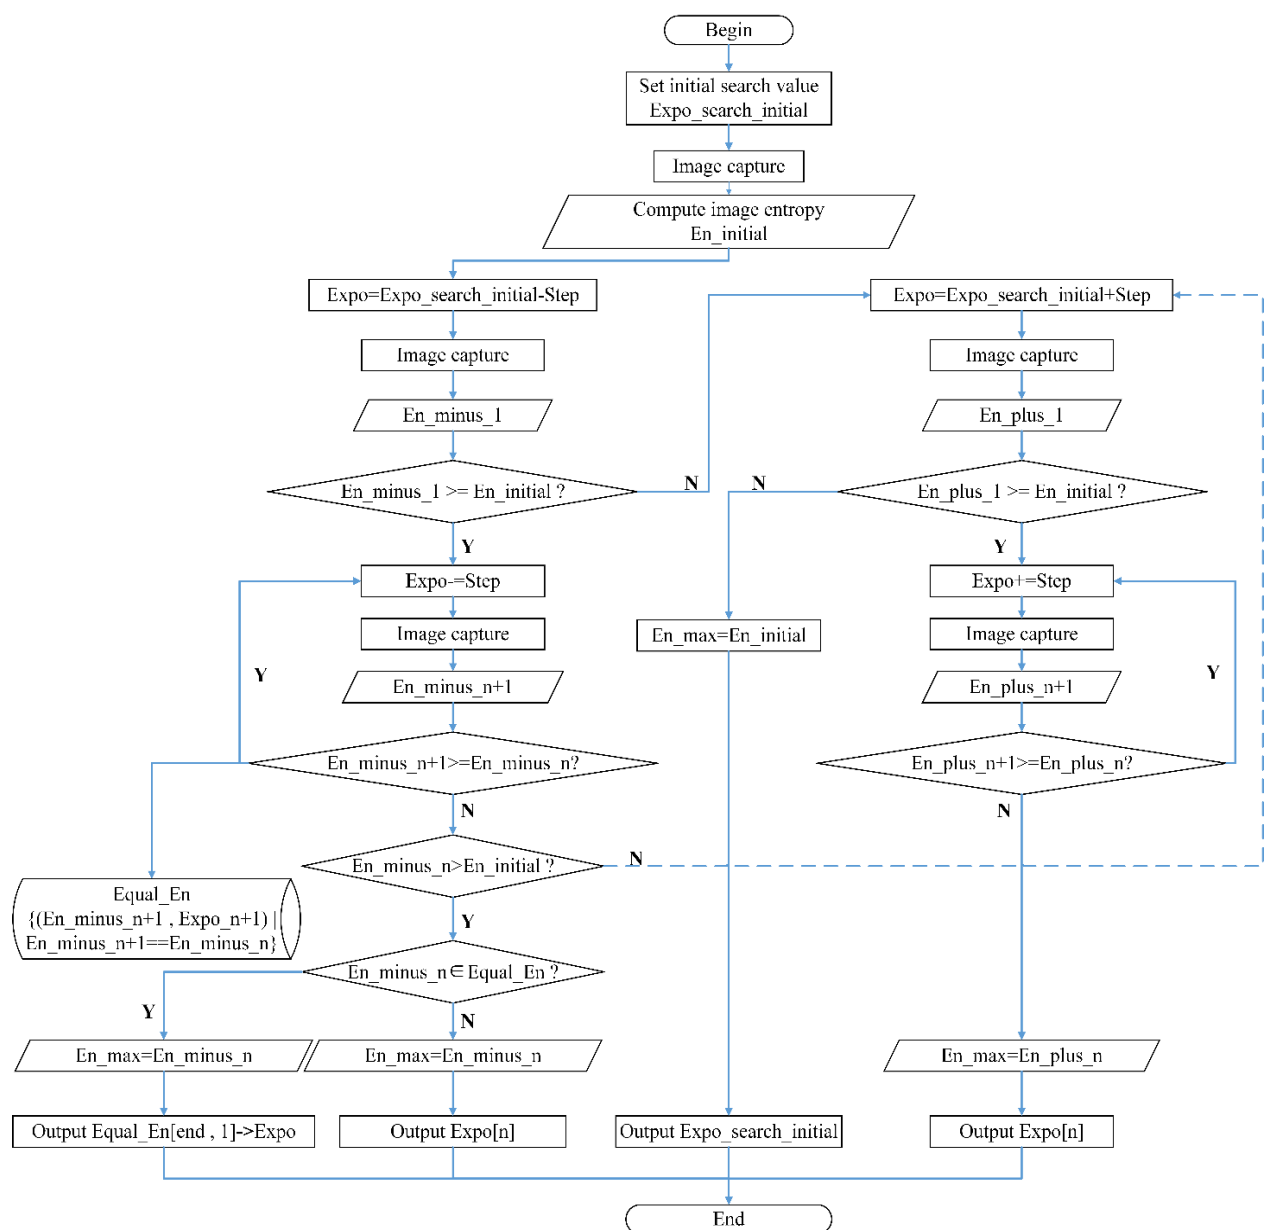 Begin
Set initial search value
Expo_search_initial
Image capture
Compute image entropy
En_initial
Expo=Expo_search_initial-Step
Expo=Expo_search_initial+Step
Image capture
Image capture
En_minus_1
En_plus_1
En_minus_1 >= En_initial ?
N
N
En_plus_1 >= En_initial ?
Y
Y
Expo-=Step
Expo+=Step
Image capture
En_max=En_initial
Image capture
Y
En_minus_n+1
En_plus_n+1
Y
En_minus_n+1>=En_minus_n?
En_plus_n+1>=En_plus_n?
N
N
En_minus_n>En_initial ?
N
Equal_En
{(En_minus_n+1 , Expo_n+1) |
En_minus_n+1==En_minus_n}
Y
En_minus_n∈Equal_En ?
Y
N
En_max=En_minus_n
En_max=En_minus_n
En_max=En_plus_n
Output Equal_En[end , 1]->Expo
Output Expo[n]
Output Expo_search_initial
Output Expo[n]
End